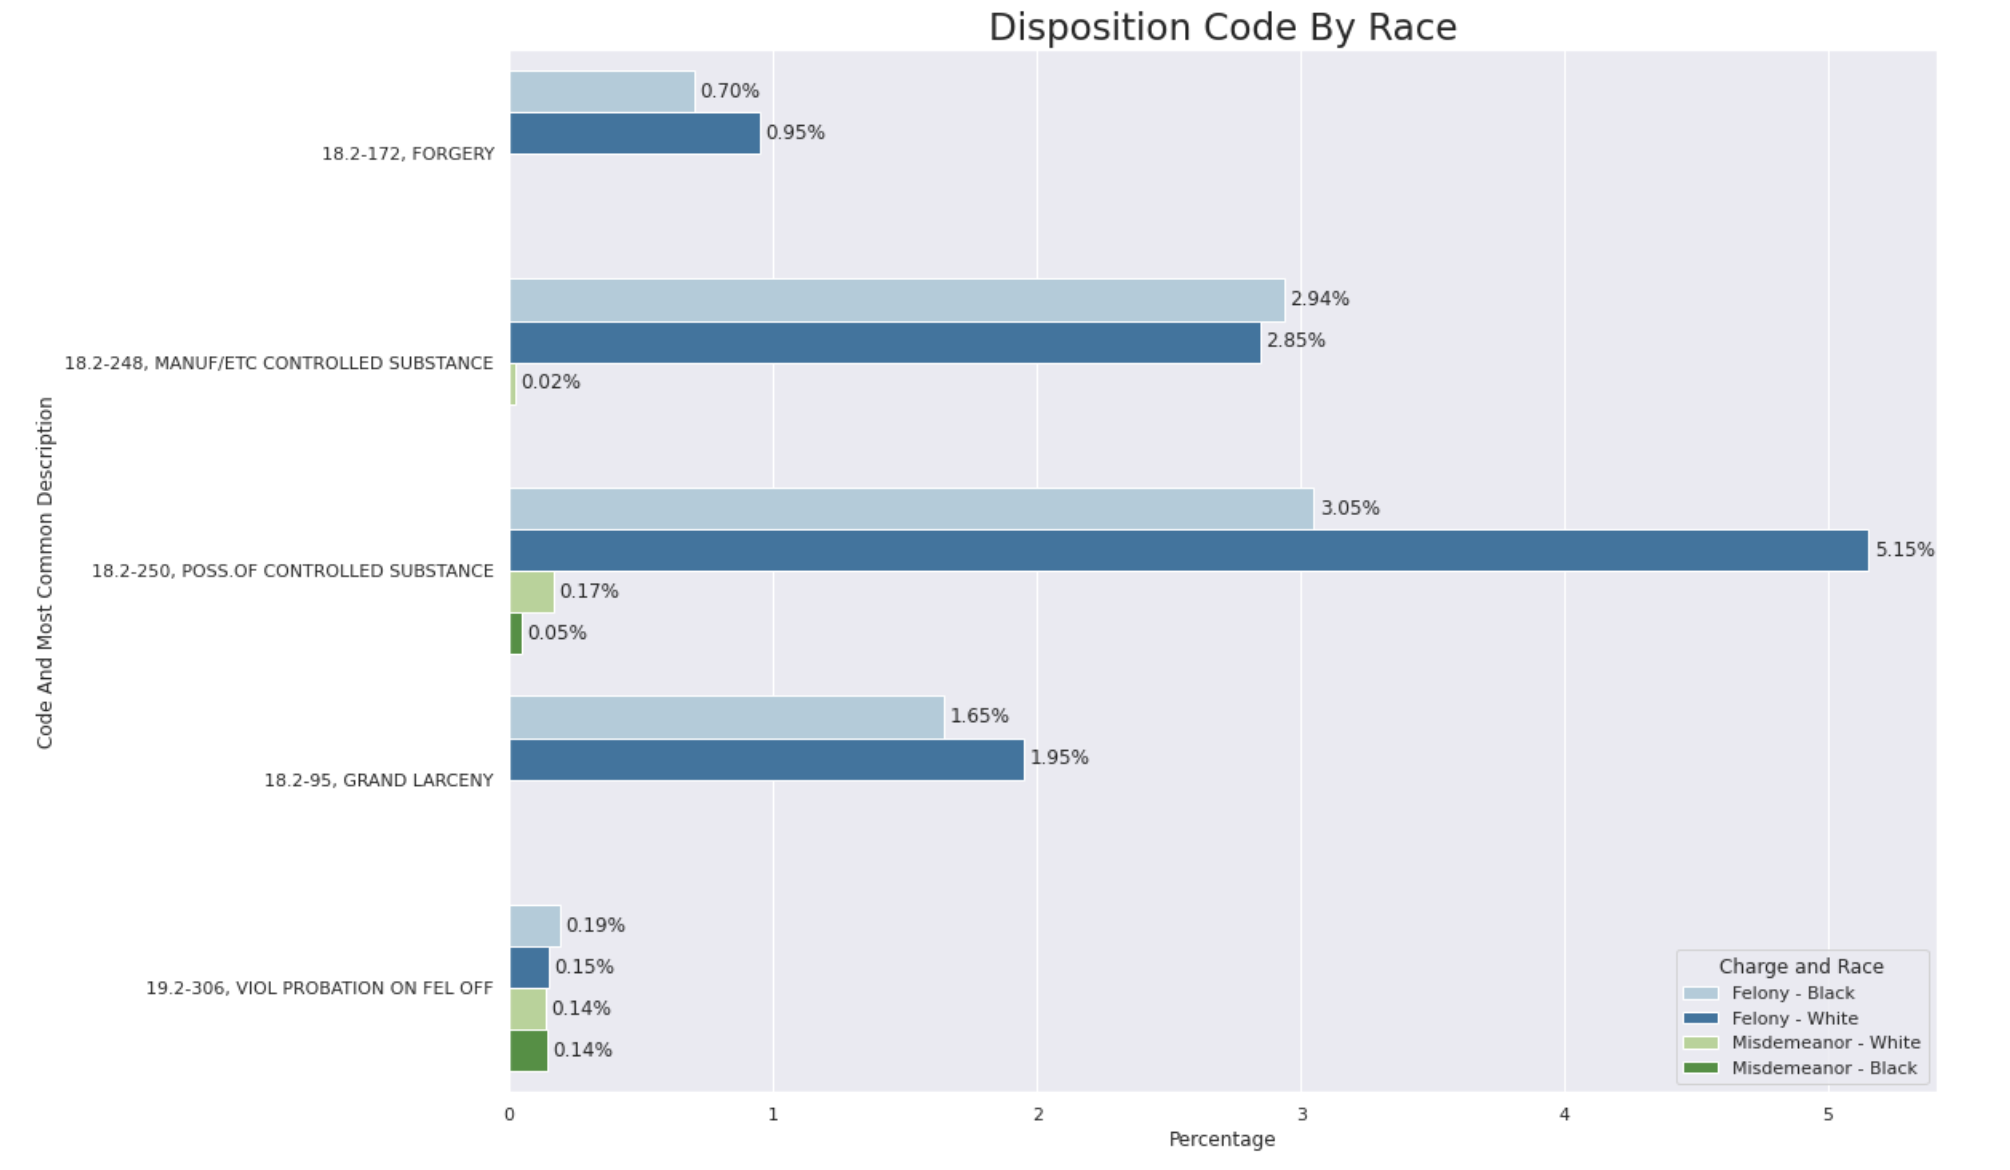 Disposition Code By Race
0.70%
0.95%
18.2-172, FORGERY
2.94%
2.85%
18.2-248, MANUF/ETC CONTROLLED SUBSTANCE
0.02%
Code And Most Common Description
3.05%
5.15%
18.2-250, POSS.OF CONTROLLED SUBSTANCE
0.17%
0.05%
1.65%
1.95%
18.2-95, GRAND LARCENY
0.19%
0.15%
19.2-306, VIOL PROBATION ON FEL OFF
0.14%
0.14%
Charge and Race
Felony - Black
Felony - White
Misdemeanor - White
Misdemeanor - Black
0 1 2 3 4 5
Percentage